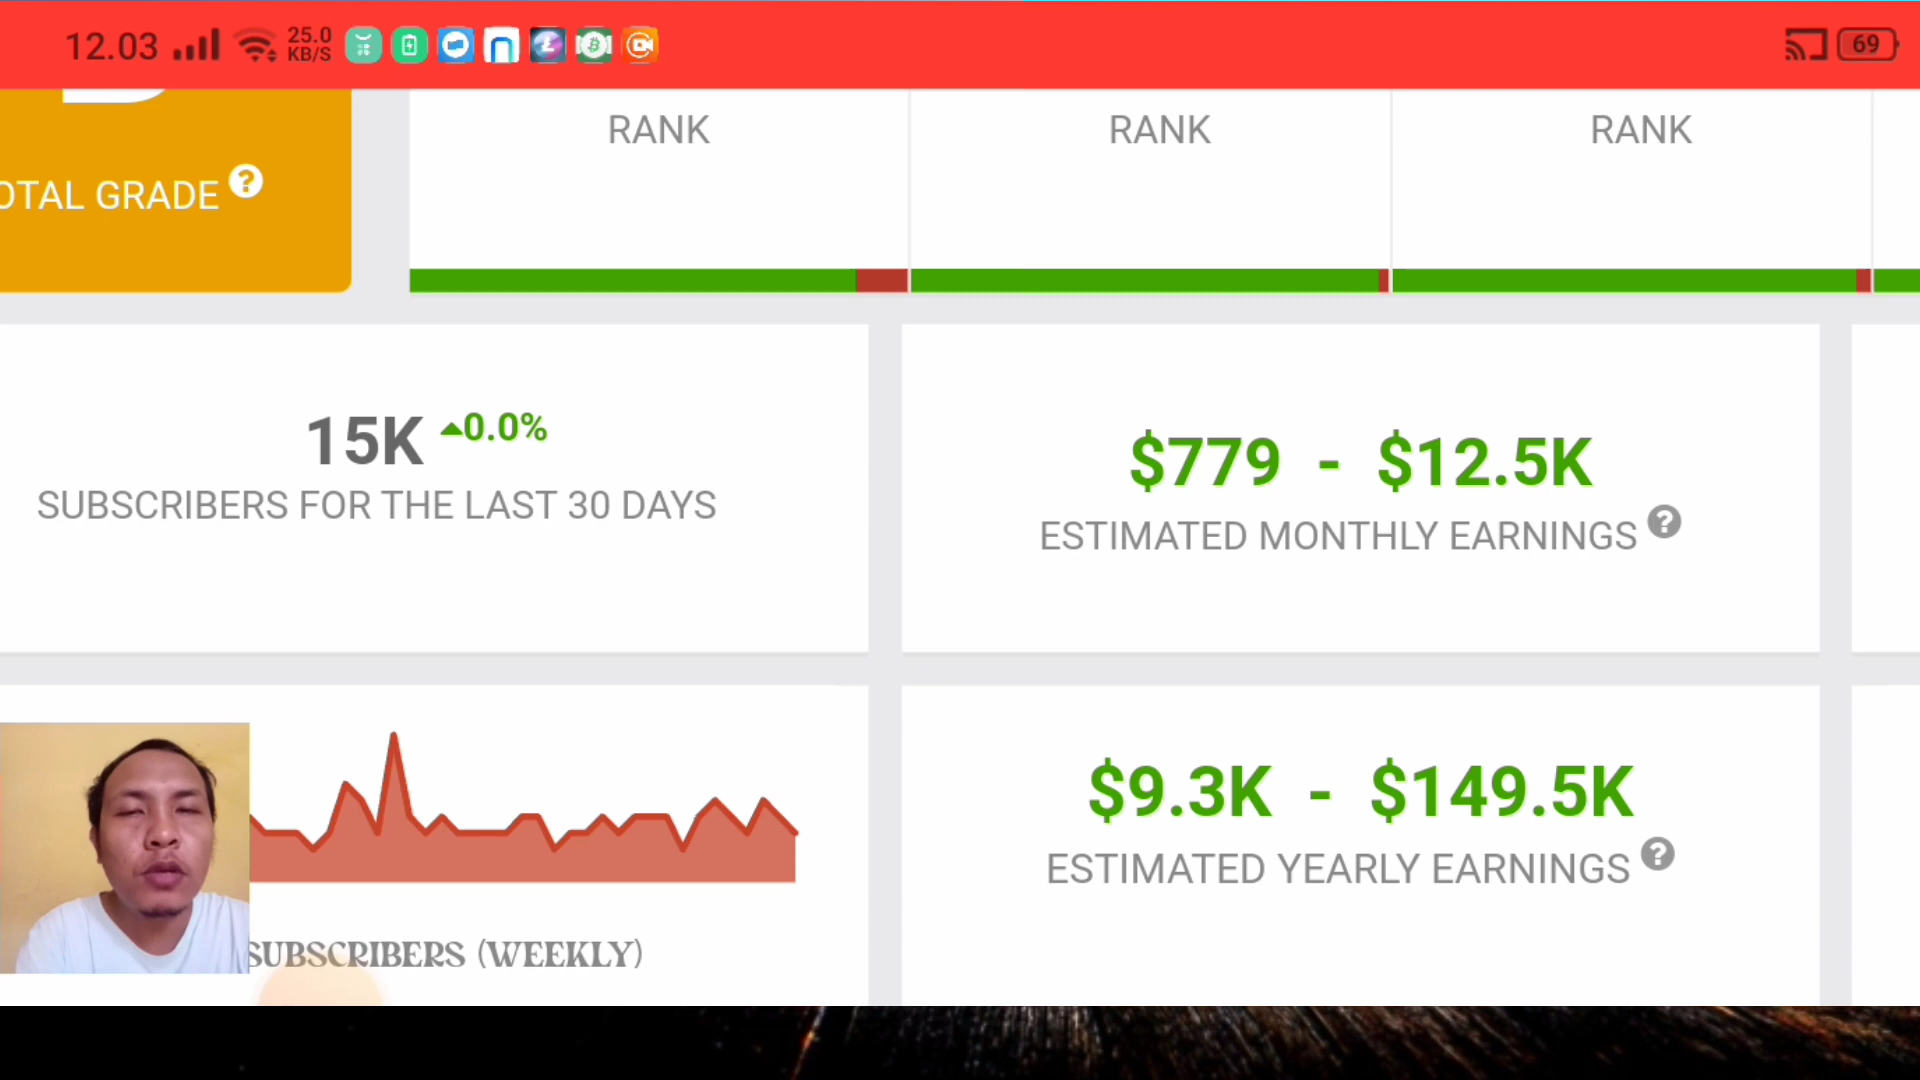 12.03
25.0
KB/S
69
RANK
RANK
RANK
OTAL GRADE ?
15K ▲0.0%
SUBSCRIBERS FOR THE LAST 30 DAYS
$779 - $12.5K
ESTIMATED MONTHLY EARNINGS ?
$9.3K - $149.5K
ESTIMATED YEARLY EARNINGS ?
SUBSCRIBERS (WEEKLY)